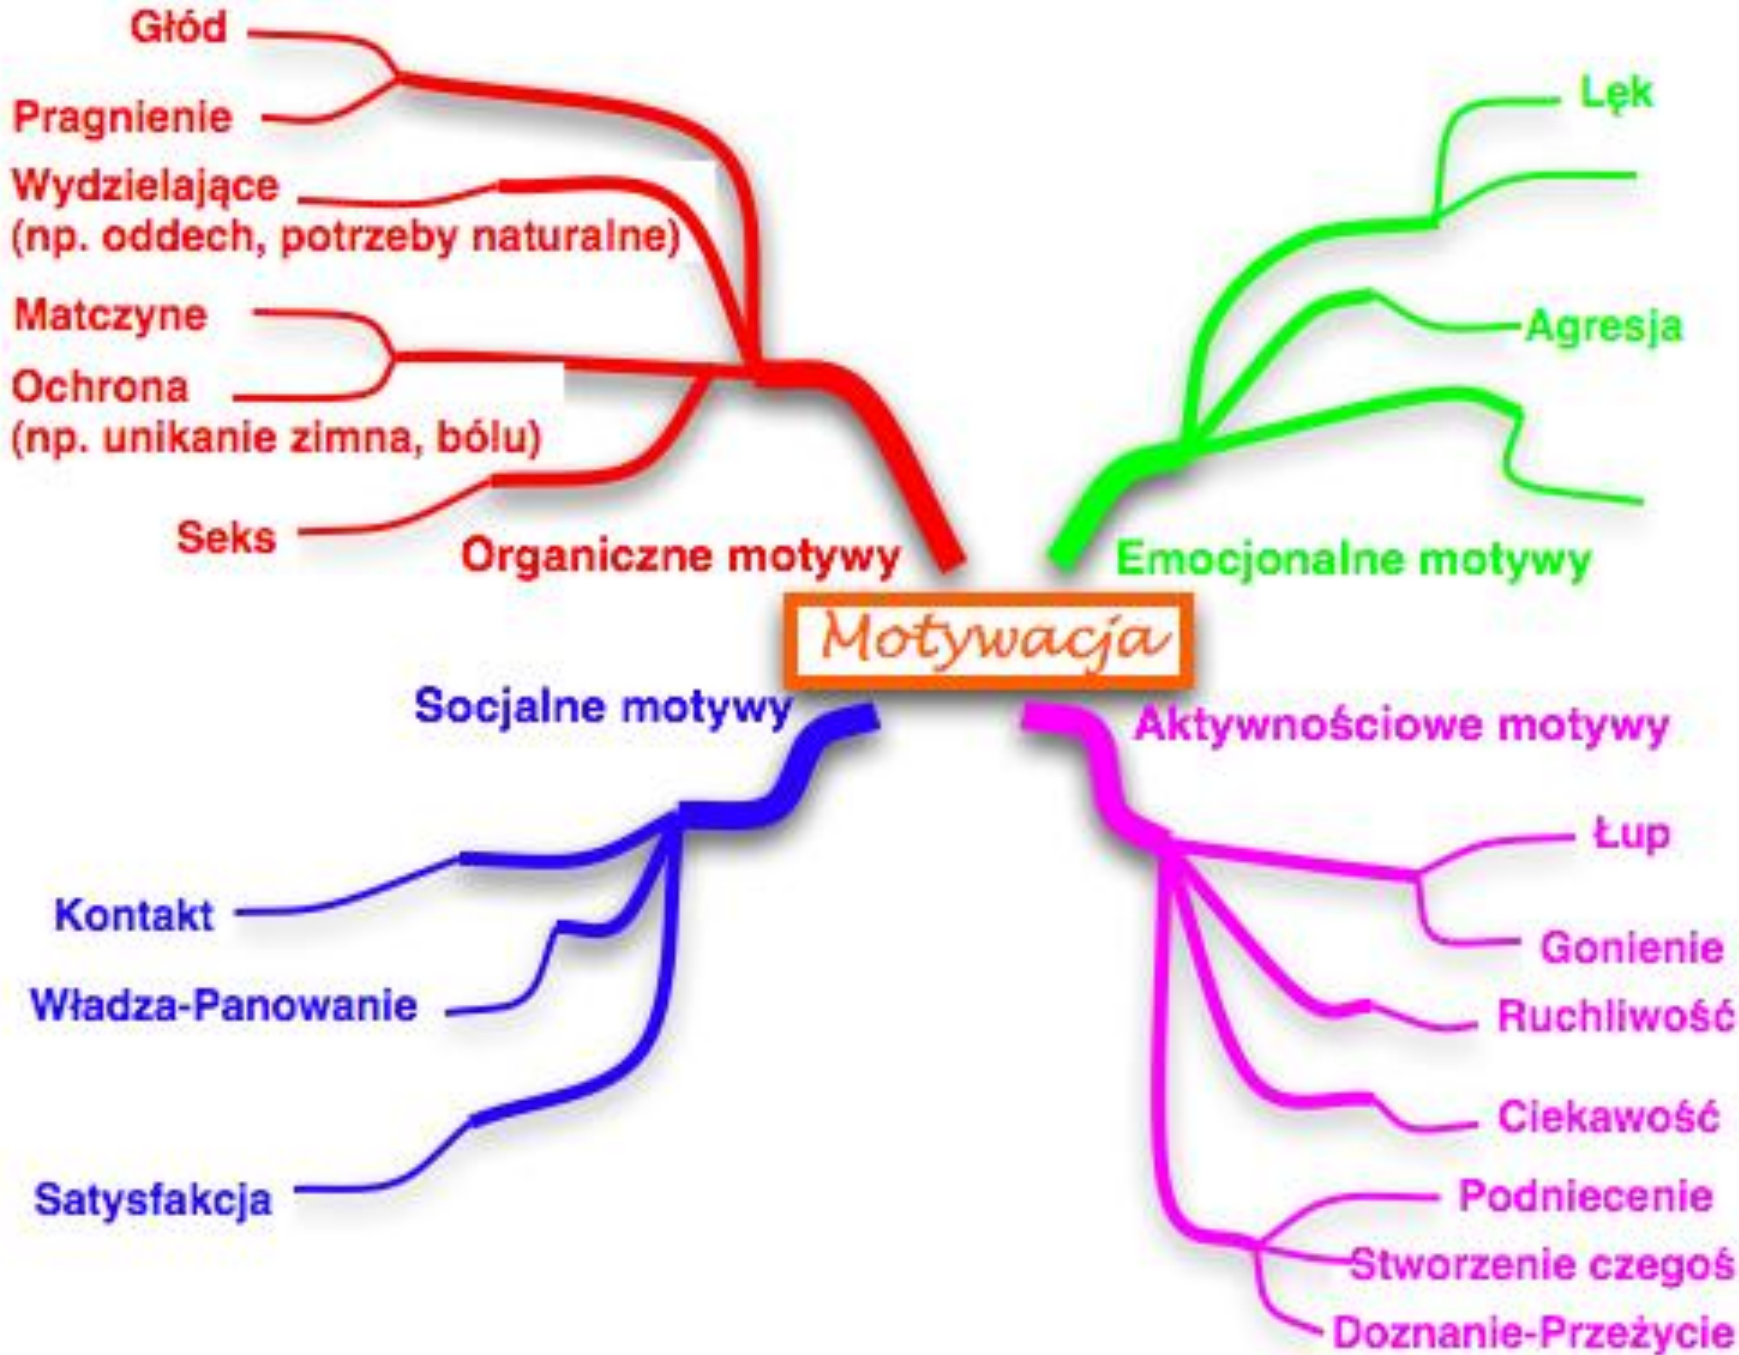 Głód
Pragnienie
Wydzielające
(np. oddech, potrzeby naturalne)
Matczyne
Ochrona
(np. unikanie zimna, bólu)
Seks
Organiczne motywy
Lęk
Agresja
Emocjonalne motywy
Motywacja
Socjalne motywy
Kontakt
Władza-Panowanie
Satysfakcja
Aktywnościowe motywy
Łup
Gonienie
Ruchliwość
Ciekawość
Podniecenie
Stworzenie czegoś
Doznanie-Przeżycie